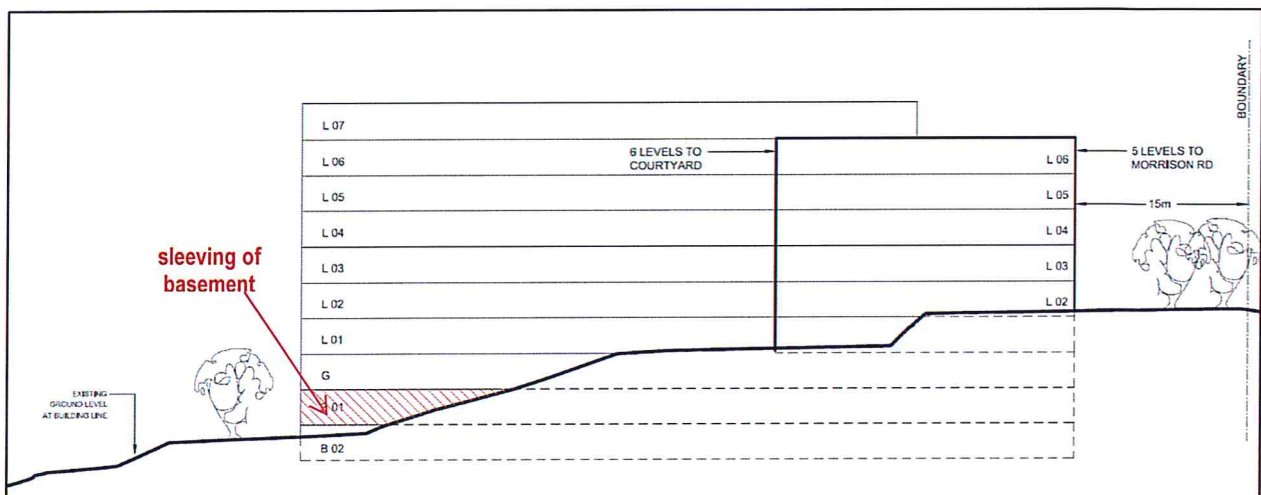 L 07
L 06
L 05
L 04
L 03
L 02
L 01
G
01
B 02
sleeving of
basement
EXISTING
GROUND LEVEL
AT BUILDING LINE
6 LEVELS TO
COURTYARD
L 06
L 05
L 04
L 03
L 02
5 LEVELS TO
MORRISON RD
15m
BOUNDARY